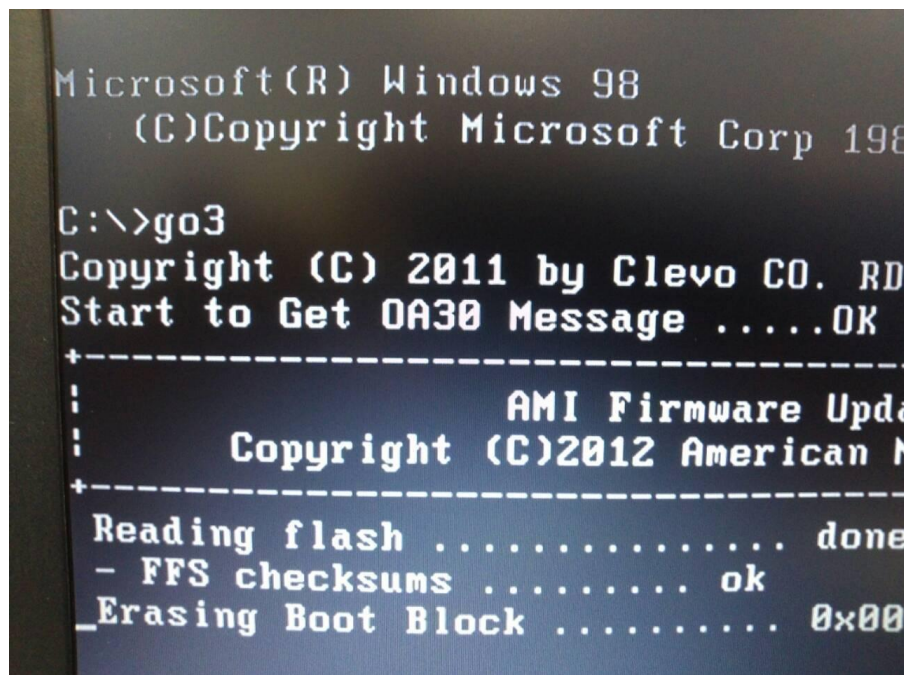 Microsoft(R) Windows 98
(C)Copyright Microsoft Corp 198
C:\>go3
Copyright (C) 2011 by Clevo CO. RD
Start to Get OA30 Message .....OK
+--------------------------------
¦ AMI Firmware Upda
¦ Copyright (C)2012 American
+--------------------------------
Reading flash ............... done
- FFS checksums ......... ok
_Erasing Boot Block .......... 0x00